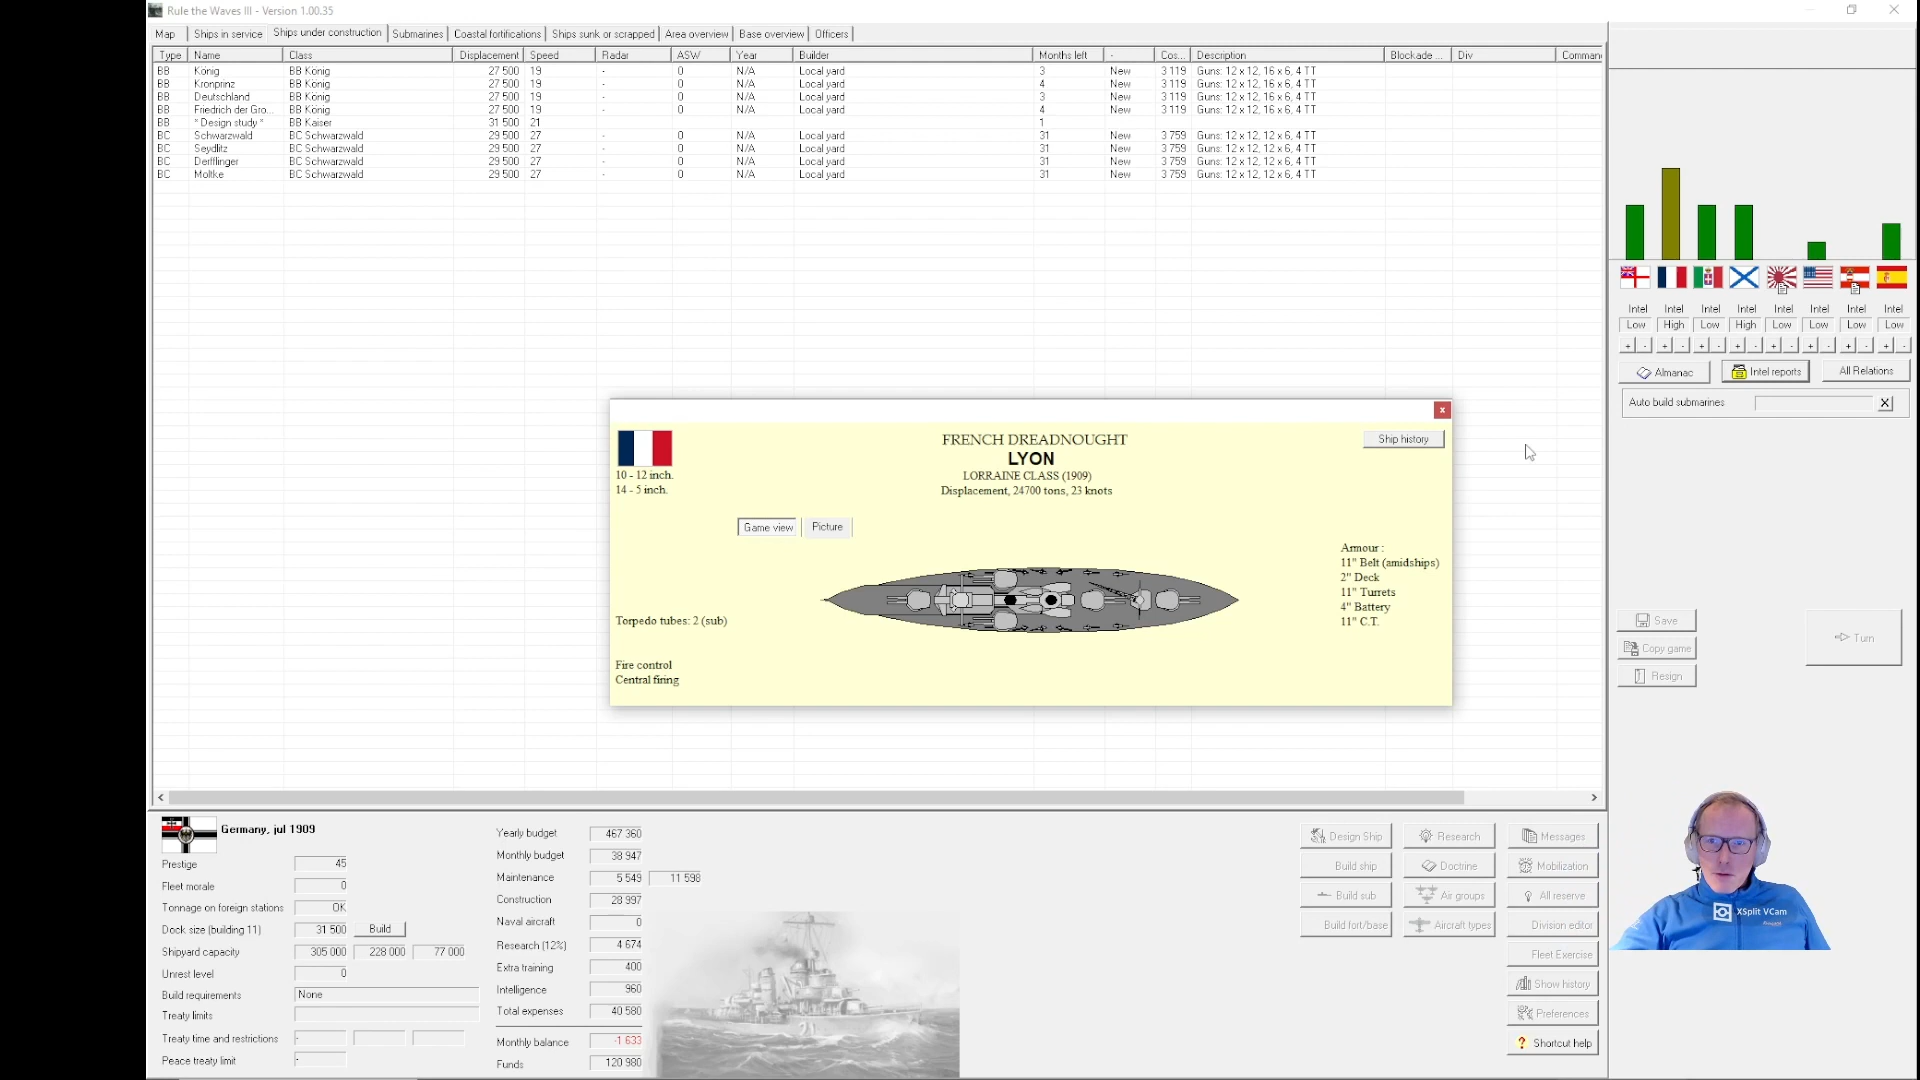 Rule the Waves III - Version 1.00.35
Map Ships in service Ships under construction Submarines Coastal fortifications Ships sunk or scrapped Area overview Base overview Officers
Type Name Class Displacement Speed Radar ASW Year Builder Months left - Cos... Description Blockade ... Div Comman
BB König BB König 27 500 19 - 0 N/A Local yard 3 New 3 119 Guns: 12 x 12, 16 x 6, 4 TT
BB Kronprinz BB König 27 500 19 - 0 N/A Local yard 4 New 3 119 Guns: 12 x 12, 16 x 6, 4 TT
BB Deutschland BB König 27 500 19 - 0 N/A Local yard 3 New 3 119 Guns: 12 x 12, 16 x 6, 4 TT
BB Friedrich der Gro... BB König 27 500 19 - 0 N/A Local yard 4 New 3 119 Guns: 12 x 12, 16 x 6, 4 TT
BB * Design study * BB Kaiser 31 500 21 1
BC Schwarzwald BC Schwarzwald 29 500 27 - 0 N/A Local yard 31 New 3 759 Guns: 12 x 12, 12 x 6, 4 TT
BC Seydlitz BC Schwarzwald 29 500 27 - 0 N/A Local yard 31 New 3 759 Guns: 12 x 12, 12 x 6, 4 TT
BC Derfflinger BC Schwarzwald 29 500 27 - 0 N/A Local yard 31 New 3 759 Guns: 12 x 12, 12 x 6, 4 TT
BC Moltke BC Schwarzwald 29 500 27 - 0 N/A Local yard 31 New 3 759 Guns: 12 x 12, 12 x 6, 4 TT
Intel Intel Intel Intel Intel Intel Intel Intel
Low High Low High Low Low Low Low
+ - + - + - + - + - + - + - + -
Almanac Intel reports All Relations
Auto build submarines X
FRENCH DREADNOUGHT
LYON
LORRAINE CLASS (1909)
Displacement, 24700 tons, 23 knots
Ship history
10 - 12 inch.
14 - 5 inch.
Game view Picture
Armour :
11" Belt (amidships)
2" Deck
11" Turrets
4" Battery
11" C.T.
Torpedo tubes: 2 (sub)
Fire control
Central firing
Save
Copy game
Resign
Turn
XSplit VCam
Germany, jul 1909
Prestige 45
Fleet morale 0
Tonnage on foreign stations OK
Dock size (building 11) 31 500 Build
Shipyard capacity 305 000 228 000 77 000
Unrest level 0
Build requirements None
Treaty limits
Treaty time and restrictions -
Peace treaty limit -
Yearly budget 467 360
Monthly budget 38 947
Maintenance 5 549 11 598
Construction 28 997
Naval aircraft 0
Research (12%) 4 674
Extra training 400
Intelligence 960
Total expenses 40 580
Monthly balance -1 633
Funds 120 980
21
Design Ship Research Messages
Build ship Doctrine Mobilization
Build sub Air groups All reserve
Build fort/base Aircraft types Division editor
Fleet Exercise
Show history
Preferences
? Shortcut help